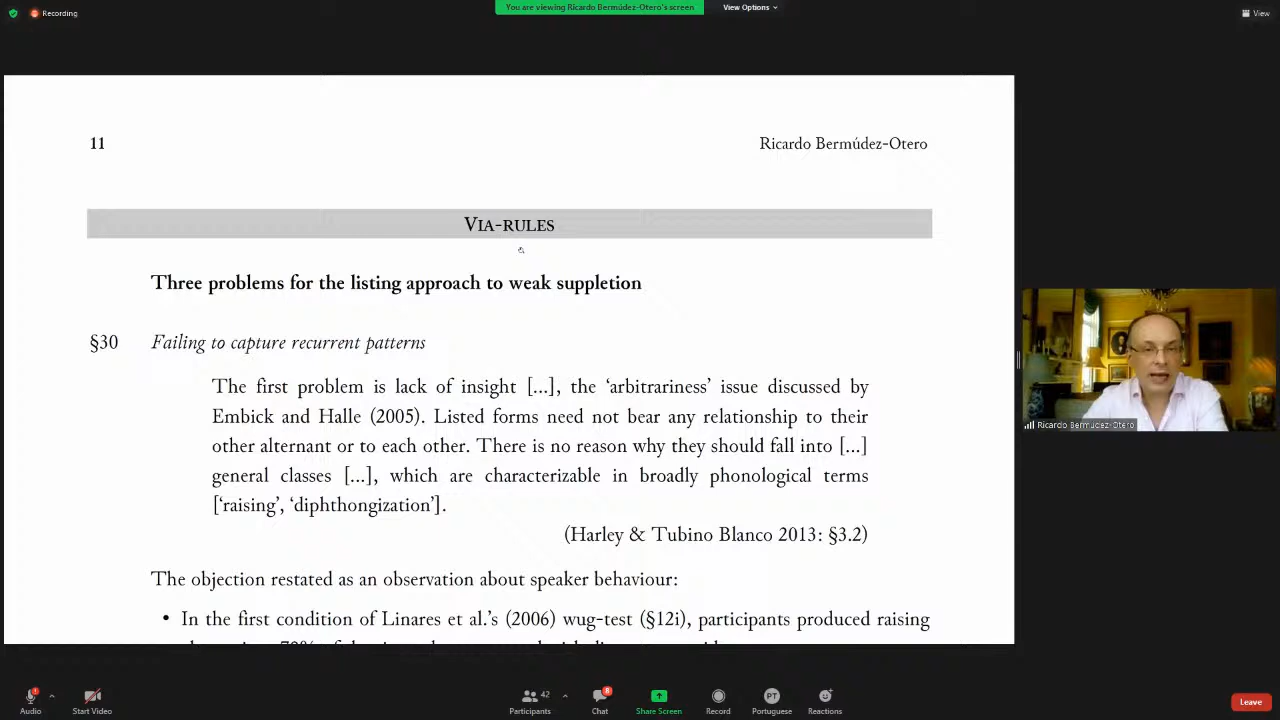 Recording
You are viewing Ricardo Bermúdez-Otero's screen
View Options
View
11
Ricardo Bermúdez-Otero
VIA-RULES
Three problems for the listing approach to weak suppletion
§30 Failing to capture recurrent patterns
The first problem is lack of insight [...], the ‘arbitrariness’ issue discussed by
Embick and Halle (2005). Listed forms need not bear any relationship to their
other alternant or to each other. There is no reason why they should fall into [...]
general classes [...], which are characterizable in broadly phonological terms
[‘raising’, ‘diphthongization’].
(Harley & Tubino Blanco 2013: §3.2)
The objection restated as an observation about speaker behaviour:
• In the first condition of Linares et al.’s (2006) wug-test (§12i), participants produced raising
Ricardo Bermúdez-Otero
Audio
Start Video
42
Participants
8
Chat
Share Screen
Record
PT
Portuguese
Reactions
Leave